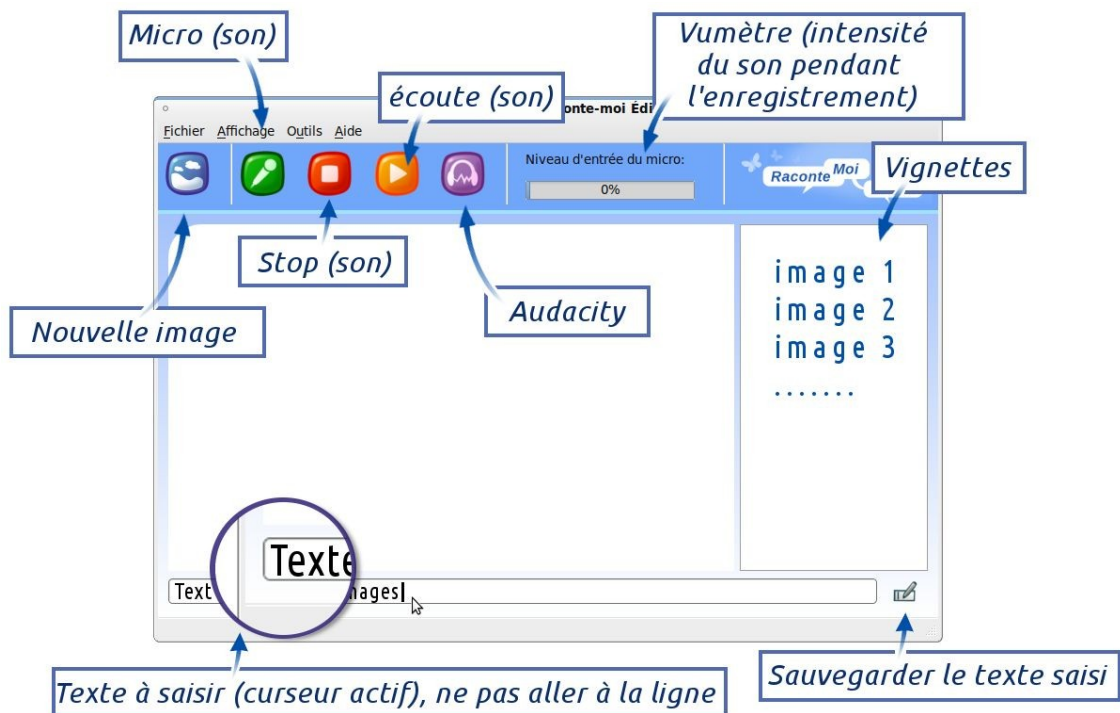 Micro (son)
Vumètre (intensité
du son pendant
l'enregistrement)
écoute (son)
onte-moi Édi
Fichier Affichage Outils Aide
Niveau d'entrée du micro:
0%
Raconte Moi
Vignettes
Stop (son)
Nouvelle image
Audacity
image 1
image 2
image 3
.......
Texte
Text
mages
Texte à saisir (curseur actif), ne pas aller à la ligne
Sauvegarder le texte saisi